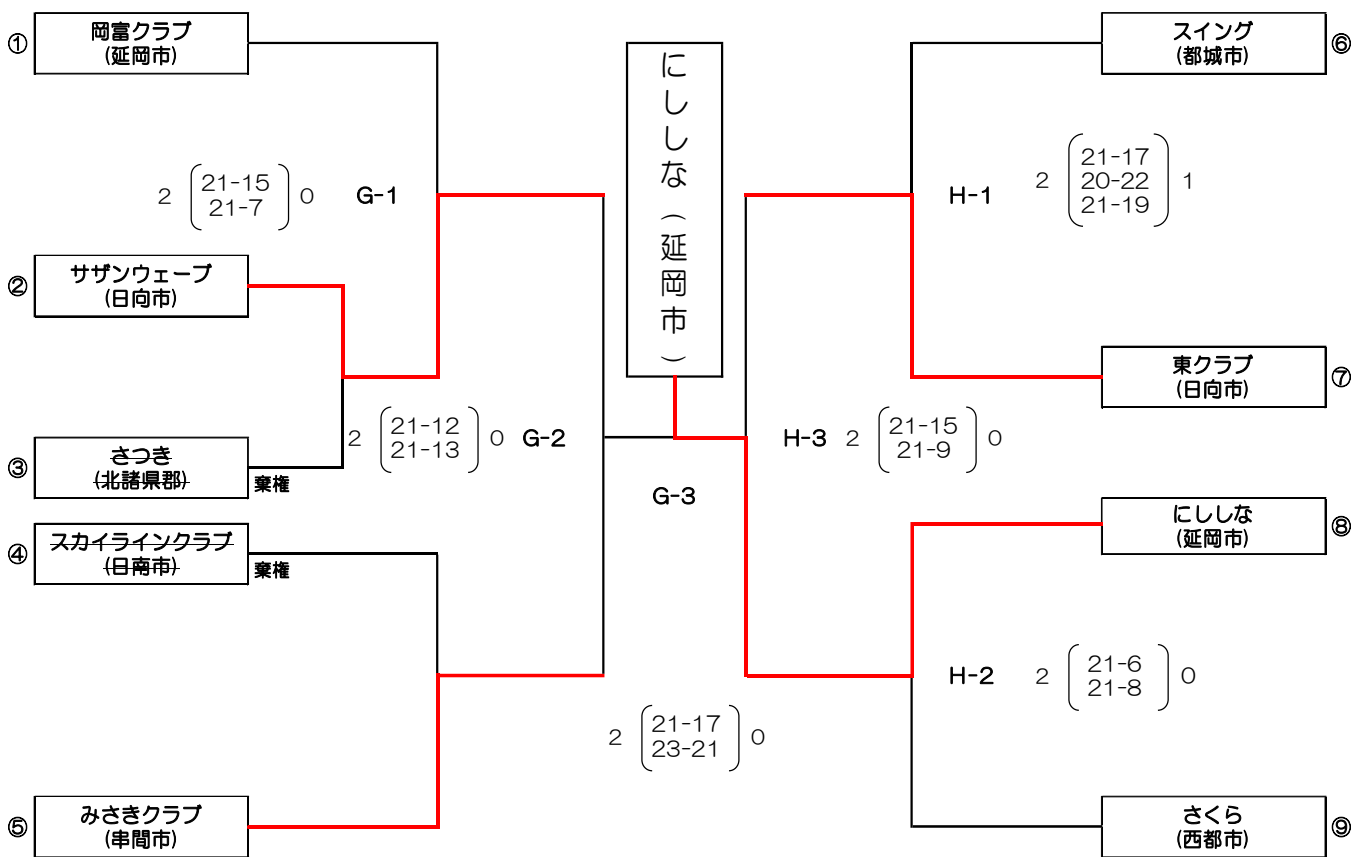 ①
岡富クラブ
(延岡市)
2
21-15
21-7
0
G-1
②
サザンウェーブ
(日向市)
③
さつき
(北諸県郡)
棄権
2
21-12
21-13
0
G-2
④
スカイラインクラブ
(日南市)
棄権
⑤
みさきクラブ
(串間市)
にししな(延岡市)
G-3
2
21-17
23-21
0
⑥
スイング
(都城市)
H-1
2
21-17
20-22
21-19
1
⑦
東クラブ
(日向市)
H-3
2
21-15
21-9
0
⑧
にししな
(延岡市)
H-2
2
21-6
21-8
0
⑨
さくら
(西都市)